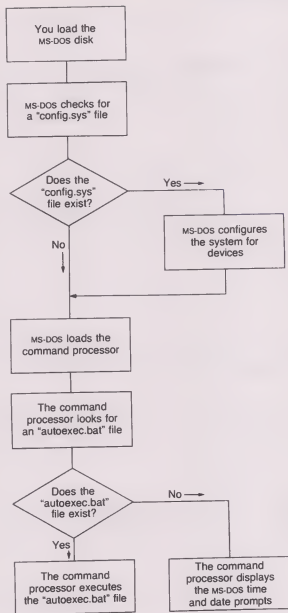 You load the
MS-DOS disk
MS-DOS checks for
a "config.sys" file
Does the
"config.sys"
file exist?
Yes →
MS-DOS configures
the system for
devices
No
↓
MS-DOS loads the
command processor
The command
processor looks for
an "autoexec.bat" file
Does the
"autoexec.bat"
file exist?
No →
Yes
↓
The command
processor executes
the "autoexec.bat" file
The command
processor displays
the MS-DOS time
and date prompts